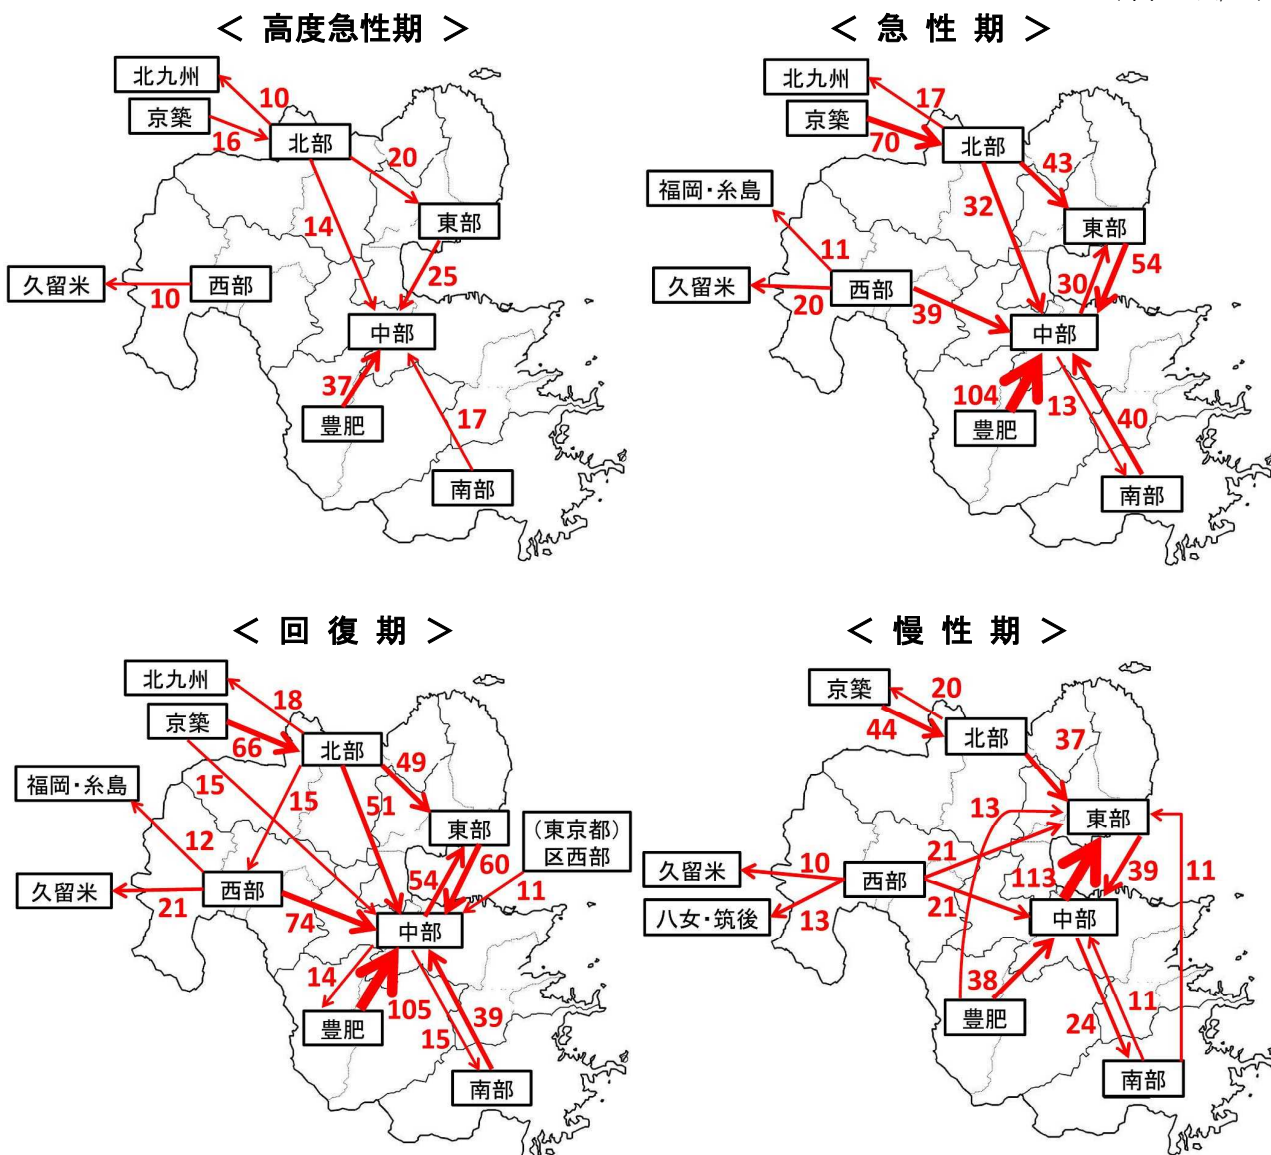 ＜ 高度急性期 ＞
北九州
京築
10
16
北部
20
14
東部
25
久留米
10
西部
中部
37
豊肥
17
南部
＜ 急 性 期 ＞
北九州
17
京築
70
北部
43
福岡・糸島
32
東部
11
54
久留米
20
西部
39
30
中部
104
13
40
豊肥
南部
＜ 回 復 期 ＞
北九州
18
京築
66
北部
49
福岡・糸島
15
15
51
東部
（東京都）
区西部
12
60
54
11
久留米
21
西部
74
中部
14
105
豊肥
15
39
南部
＜ 慢 性 期 ＞
京築
20
44
北部
37
13
東部
久留米
10
西部
21
113
39
11
八女・筑後
13
21
中部
38
豊肥
24
11
南部